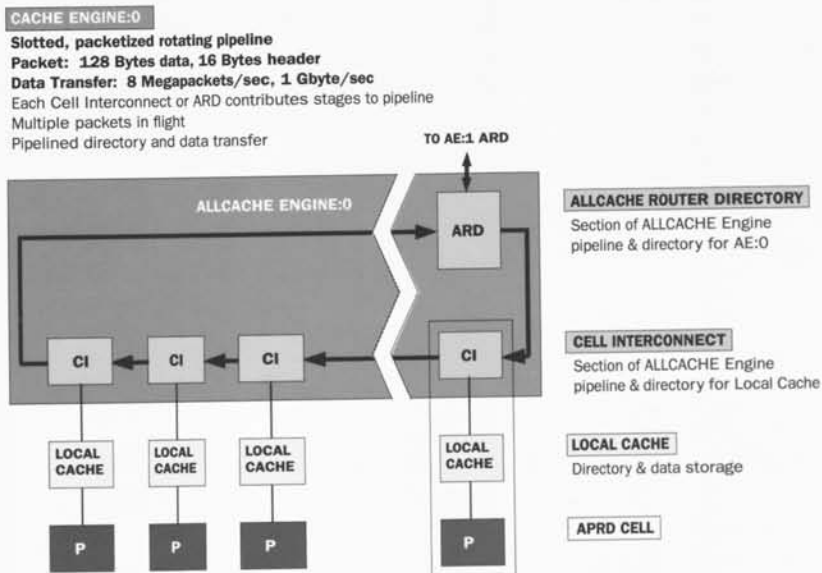 CACHE ENGINE:0
Slotted, packetized rotating pipeline
Packet: 128 Bytes data, 16 Bytes header
Data Transfer: 8 Megapackets/sec, 1 Gbyte/sec
Each Cell Interconnect or ARD contributes stages to pipeline
Multiple packets in flight
Pipelined directory and data transfer
TO AE:1 ARD
ALLCACHE ENGINE:0
ARD
ALLCACHE ROUTER DIRECTORY
Section of ALLCACHE Engine
pipeline & directory for AE:0
CI
CI
CI
CI
CELL INTERCONNECT
Section of ALLCACHE Engine
pipeline & directory for Local Cache
LOCAL
CACHE
LOCAL
CACHE
LOCAL
CACHE
LOCAL
CACHE
LOCAL CACHE
Directory & data storage
P
P
P
P
APRD CELL